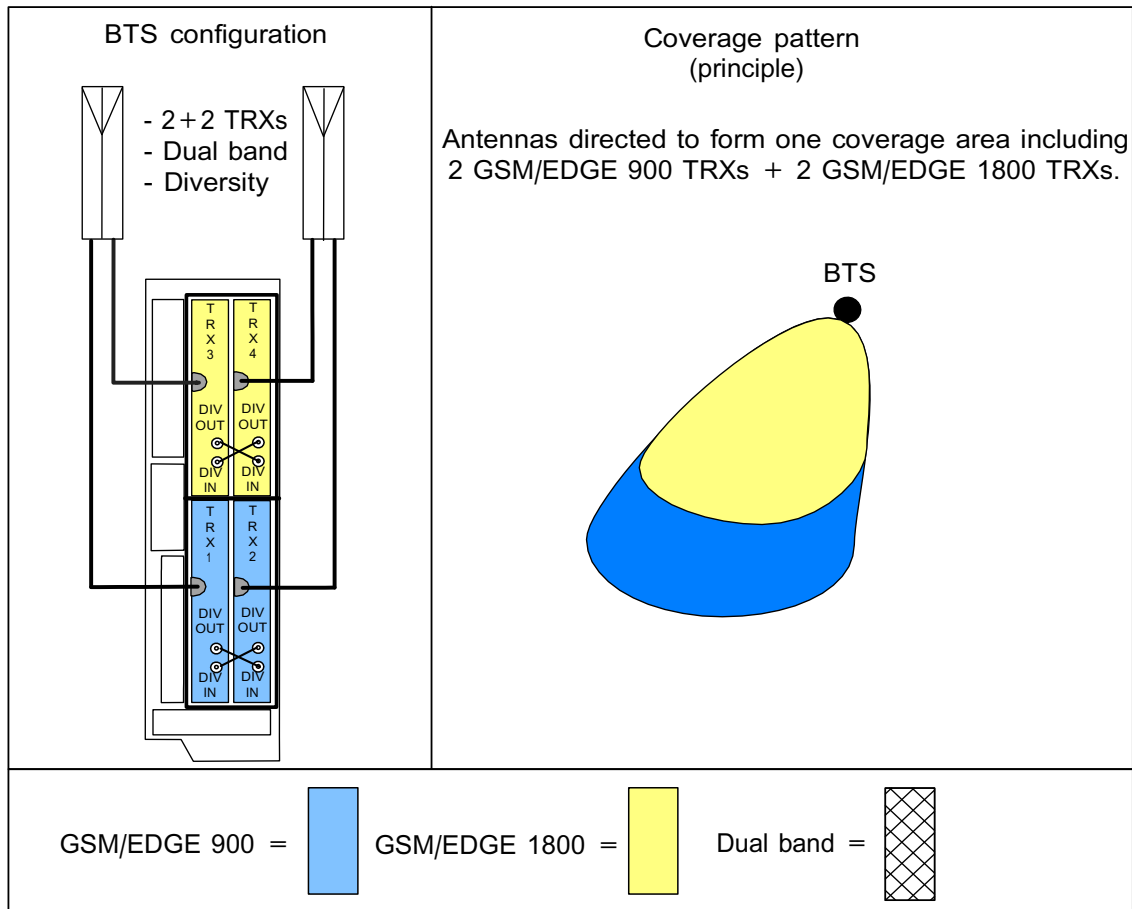 BTS configuration
- 2+2 TRXs
- Dual band
- Diversity
T
R
X
3
T
R
X
4
DIV
OUT
DIV
OUT
DIV
IN
DIV
IN
T
R
X
1
T
R
X
2
DIV
OUT
DIV
OUT
DIV
IN
DIV
IN
Coverage pattern
(principle)
Antennas directed to form one coverage area including
2 GSM/EDGE 900 TRXs + 2 GSM/EDGE 1800 TRXs.
BTS
GSM/EDGE 900 =
GSM/EDGE 1800 =
Dual band =